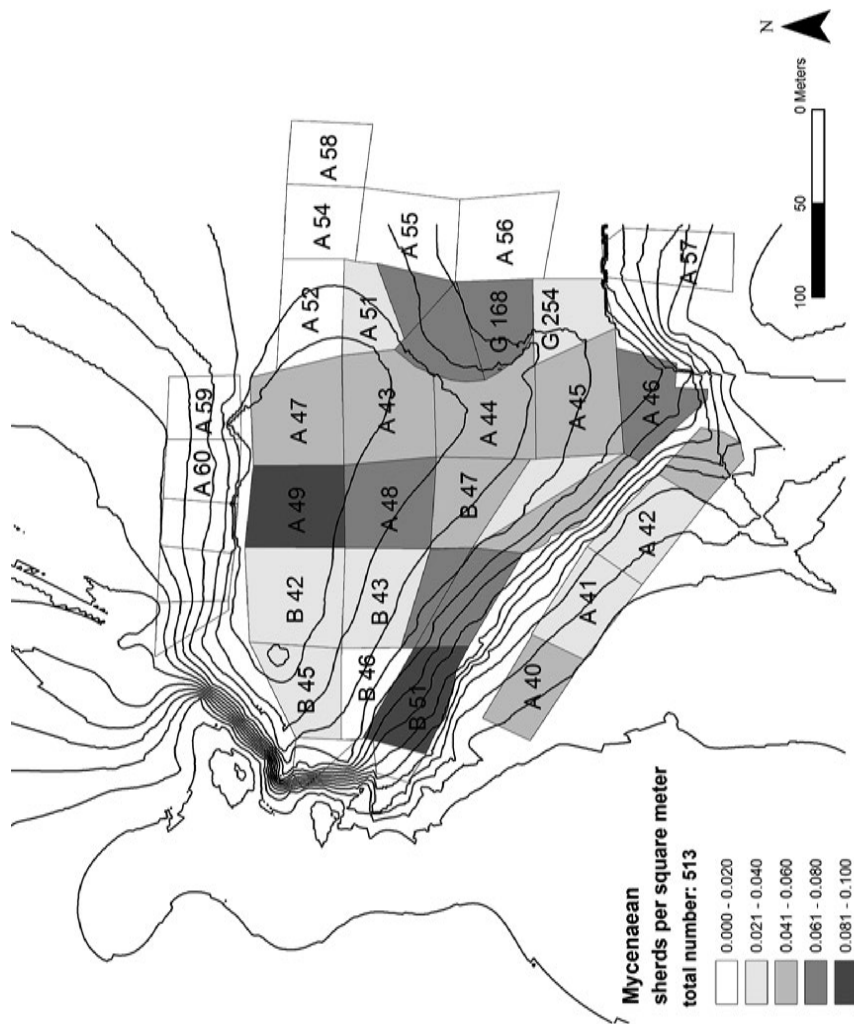 N
A 58
A 54
A 55
A 56
A 57
A 52
A 51
G 168
G 254
A 59
A 60
A 47
A 43
A 44
A 45
A 46
A 49
A 48
B 47
A 42
B 42
B 43
A 41
B 45
B 46
B 51
A 40
100
50
0 Meters
Mycenaean
sherds per square meter
total number: 513
0.000 - 0.020
0.021 - 0.040
0.041 - 0.060
0.061 - 0.080
0.081 - 0.100